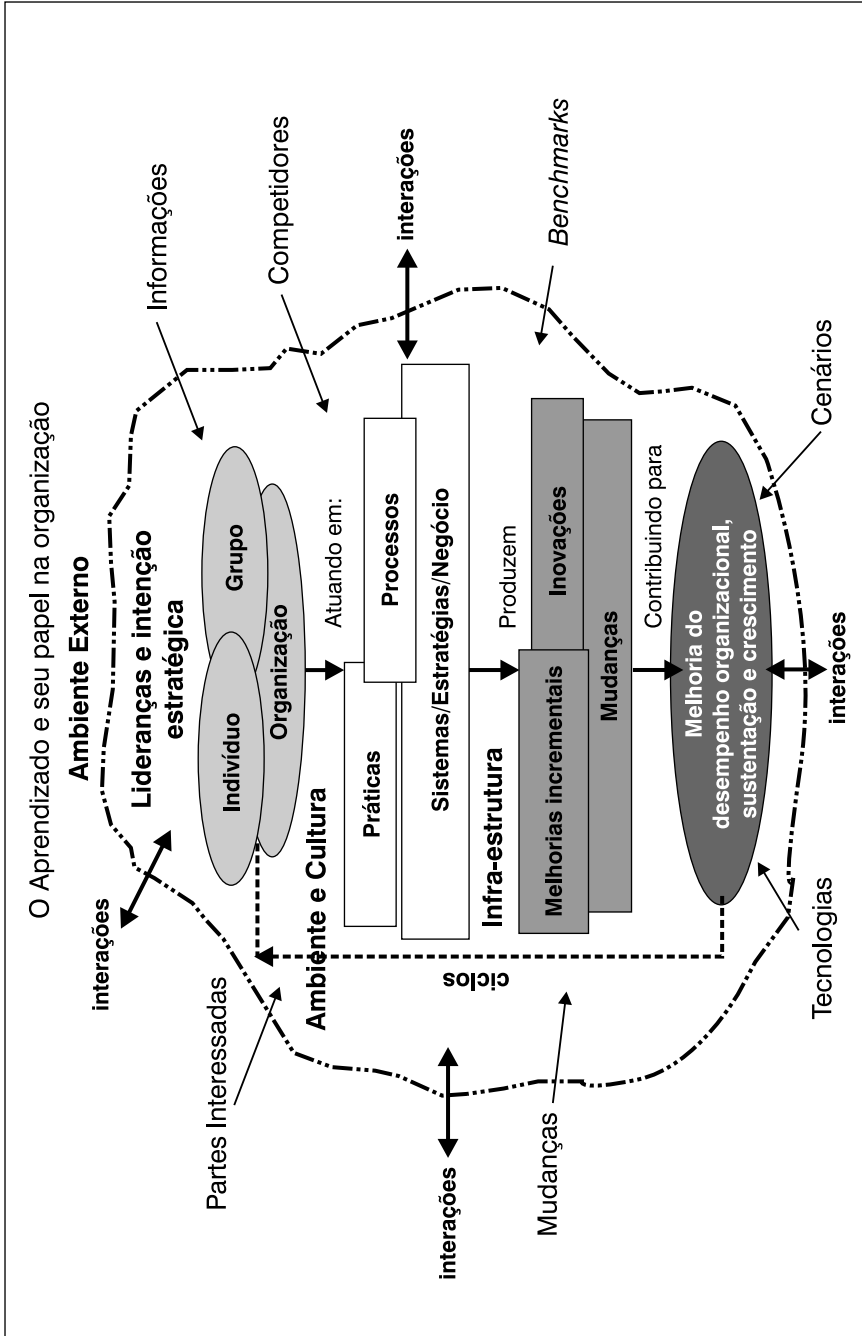 O Aprendizado e seu papel na organização
Ambiente Externo
interações
Lideranças e intenção
estratégica
Informações
Partes Interessadas
Indivíduo
Grupo
Organização
Competidores
Ambiente e Cultura
Atuando em:
Práticas
Processos
Sistemas/Estratégias/Negócio
interações
interações
ciclos
Infra-estrutura
Produzem
Benchmarks
Melhorias incrementais
Inovações
Mudanças
Mudanças
Contribuindo para
Melhoria do
desempenho organizacional,
sustentação e crescimento
Tecnologias
Cenários
interações